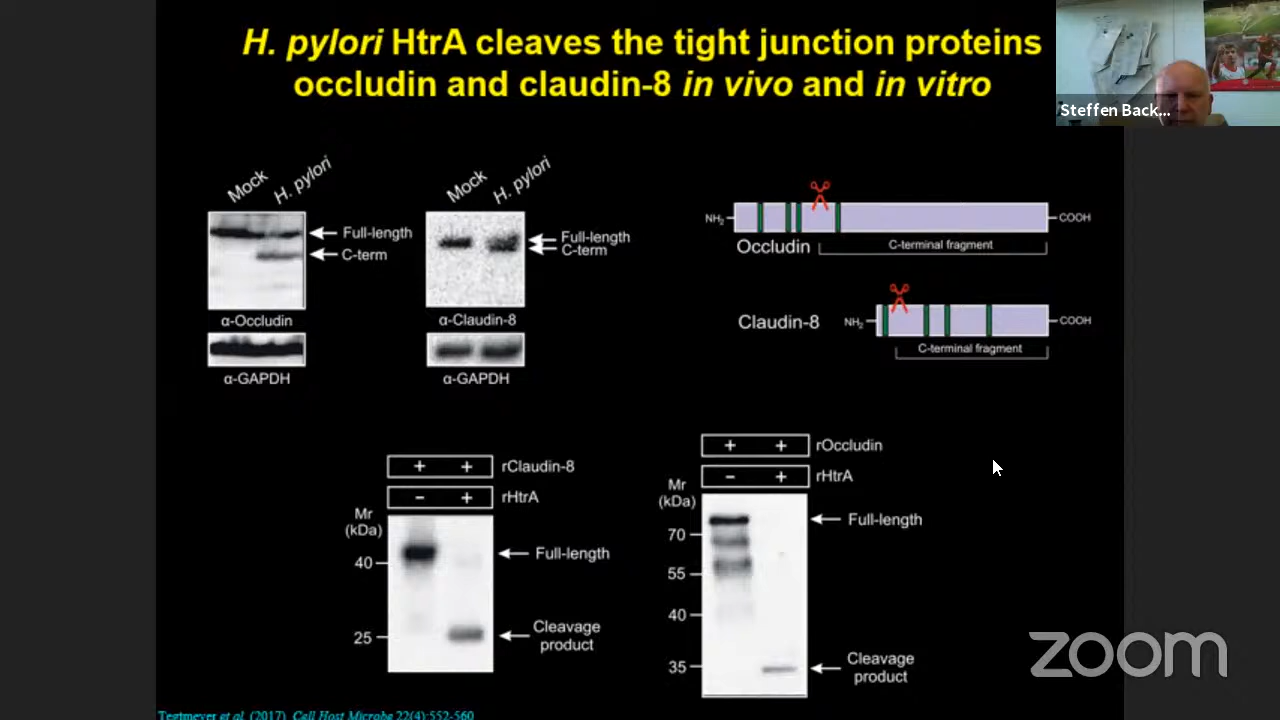 H. pylori HtrA cleaves the tight junction proteins
occludin and claudin-8 in vivo and in vitro
Steffen Back...
Mock
H. pylori
Full-length
C-term
α-Occludin
α-GAPDH
Mock
H. pylori
Full-length
C-term
α-Claudin-8
α-GAPDH
NH2
COOH
Occludin
C-terminal fragment
Claudin-8
NH2
COOH
C-terminal fragment
+ + rClaudin-8
− + rHtrA
Mr
(kDa)
40
25
Full-length
Cleavage
product
+ + rOccludin
− + rHtrA
Mr
(kDa)
70
55
40
35
Full-length
Cleavage
product
zoom
Tegtmeyer et al. (2017) Cell Host Microbe 22(4):552-560